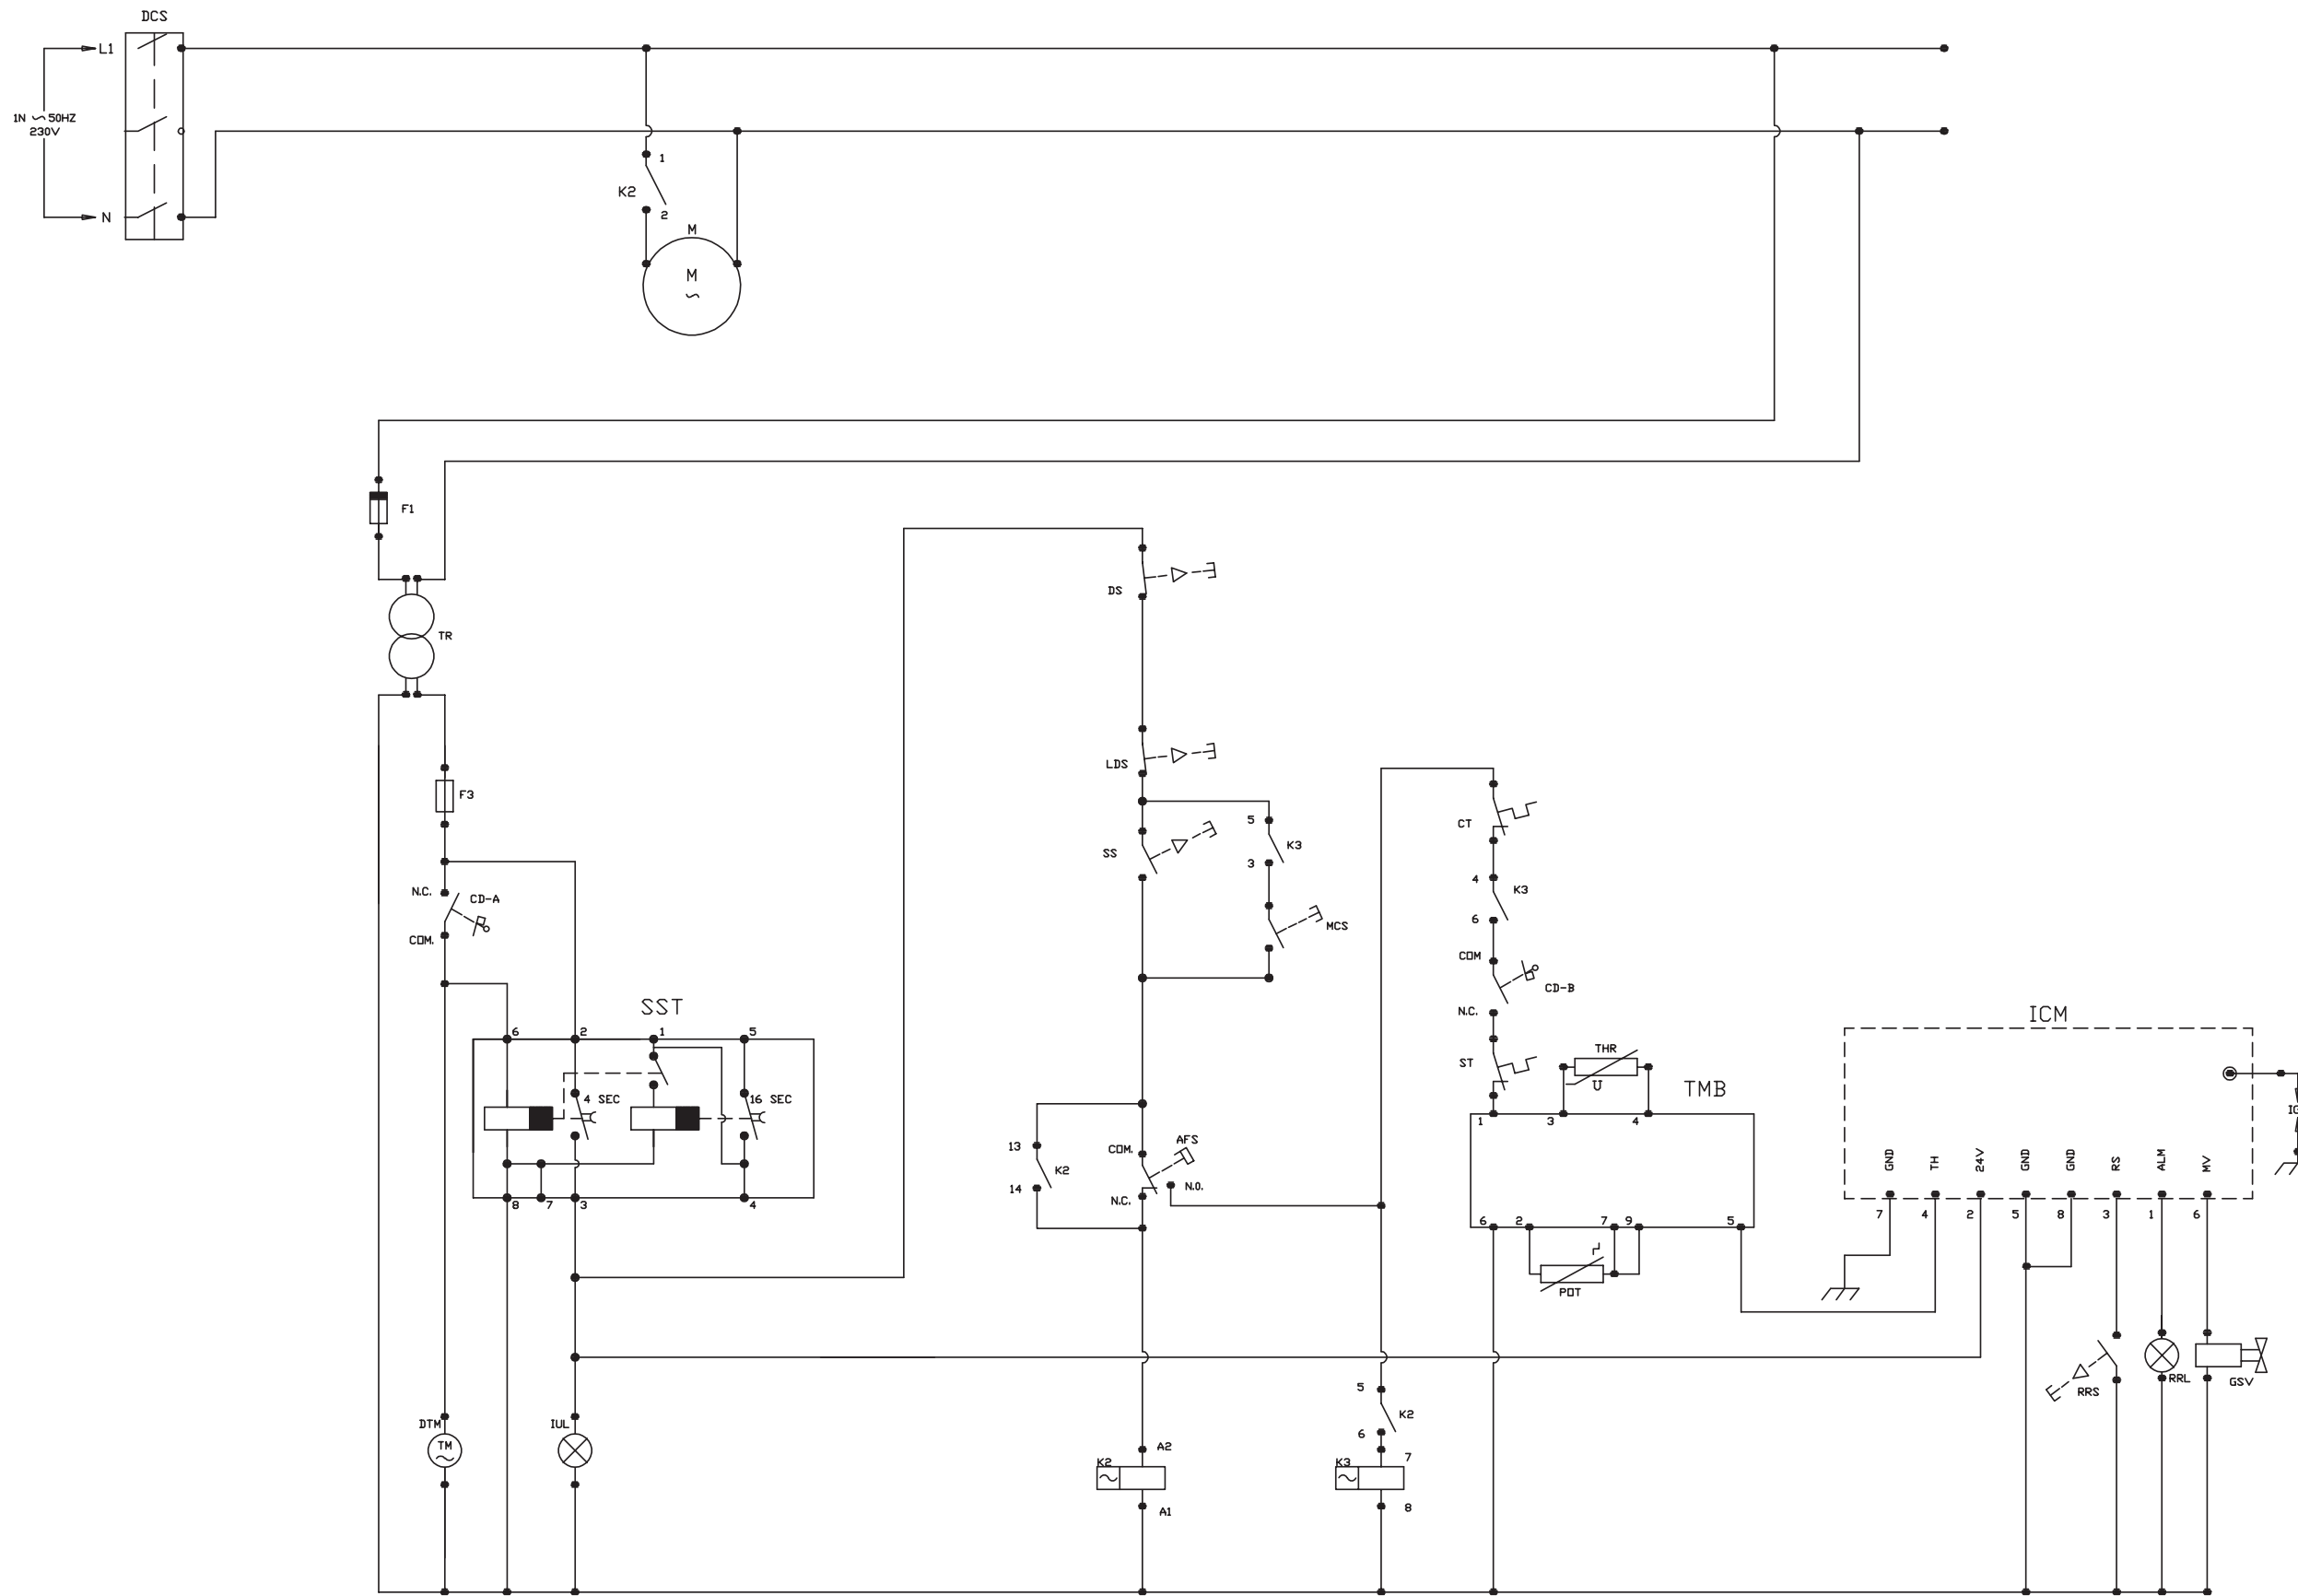 DCS
L1
1N ~ 50HZ
230V
N
1
K2
2
M
M
F1
TR
DS
LDS
F3
CT
5
K3
3
SS
N.C.
CD-A
COM.
4
K3
6
MCS
COM
CD-B
N.C.
SST
6
2
1
5
ICM
ST
THR
U
TMB
4 SEC
16 SEC
1
3
4
13
K2
14
COM.
AFS
N.C.
N.O.
GND
TH
24V
GND
GND
RS
ALM
MV
8
7
3
4
7
4
2
5
8
3
1
6
6
2
7
9
5
POT
5
K2
6
RRS
RRL
GSV
DTM
TM
IUL
A2
K2
A1
7
K3
8